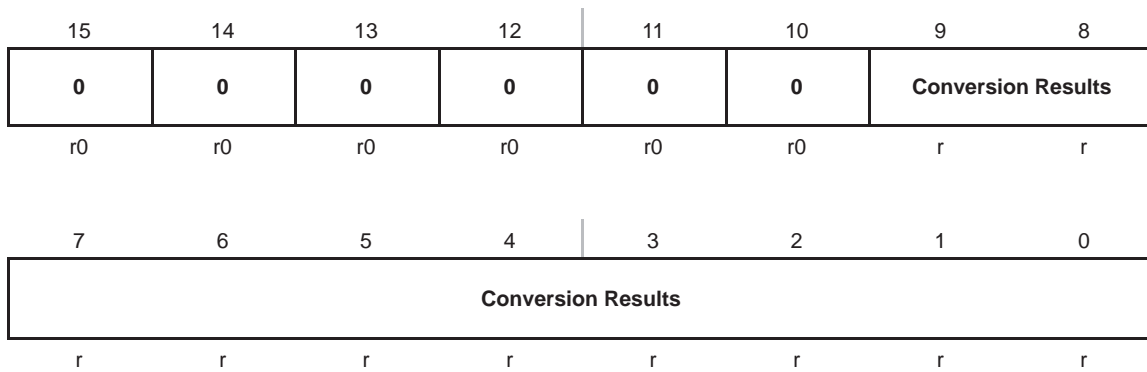 15 14 13 12 11 10 9 8
0 0 0 0 0 0 Conversion Results
r0 r0 r0 r0 r0 r0 r r
7 6 5 4 3 2 1 0
Conversion Results
r r r r r r r r